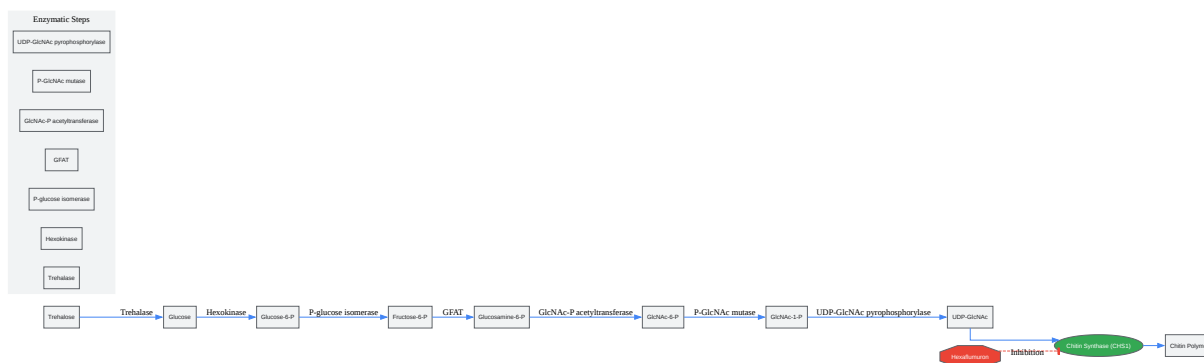 Enzymatic Steps
UDP-GlcNAc pyrophosphorylase
P-GlcNAc mutase
GlcNAc-P acetyltransferase
GFAT
P-glucose isomerase
Hexokinase
Trehalase
Trehalose
Trehalase
Glucose
Hexokinase
Glucose-6-P
P-glucose isomerase
Fructose-6-P
GFAT
Glucosamine-6-P
GlcNAc-P acetyltransferase
GlcNAc-6-P
P-GlcNAc mutase
GlcNAc-1-P
UDP-GlcNAc pyrophosphorylase
UDP-GlcNAc
Hexaflumuron
Inhibition
Chitin Synthase (CHS1)
Chitin Polym